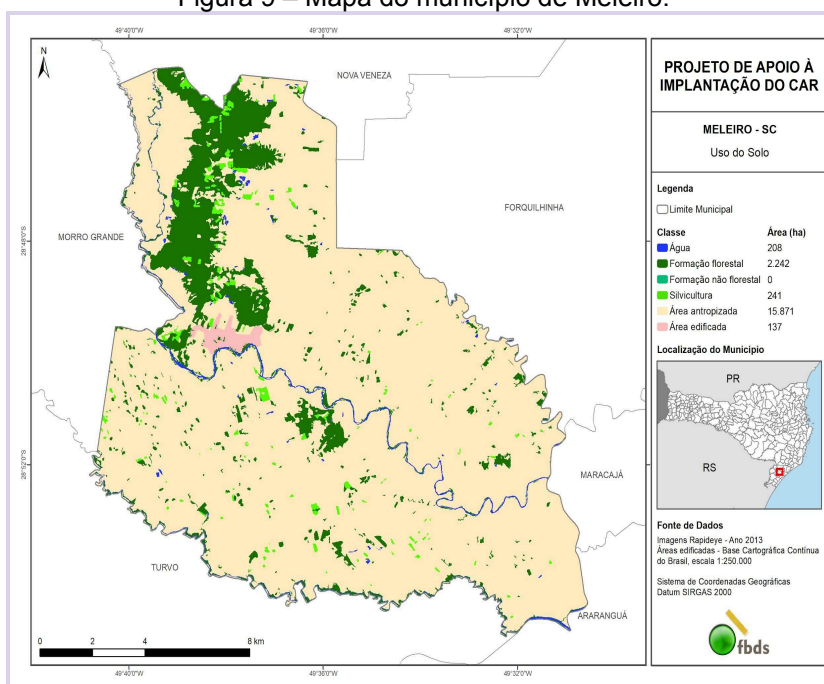 Figura 9 – Mapa do município de Meleiro.
49°40'0"W 49°36'0"W 49°32'0"W
N
NOVA VENEZA
FORQUILHINHA
MORRO GRANDE
28°48'0"S
28°52'0"S
MARACAJÁ
TURVO
ARARANGUÁ
0 2 4 8 km
49°40'0"W 49°36'0"W 49°32'0"W
PROJETO DE APOIO À
IMPLANTAÇÃO DO CAR
MELEIRO - SC
Uso do Solo
Legenda
Limite Municipal
Classe Área (ha)
Água 208
Formação florestal 2.242
Formação não florestal 0
Silvicultura 241
Área antropizada 15.871
Área edificada 137
Localização do Município
PR
RS
Fonte de Dados
Imagens Rapideye - Ano 2013
Áreas edificadas - Base Cartográfica Contínua
do Brasil, escala 1:250.000
Sistema de Coordenadas Geográficas
Datum SIRGAS 2000
fbds